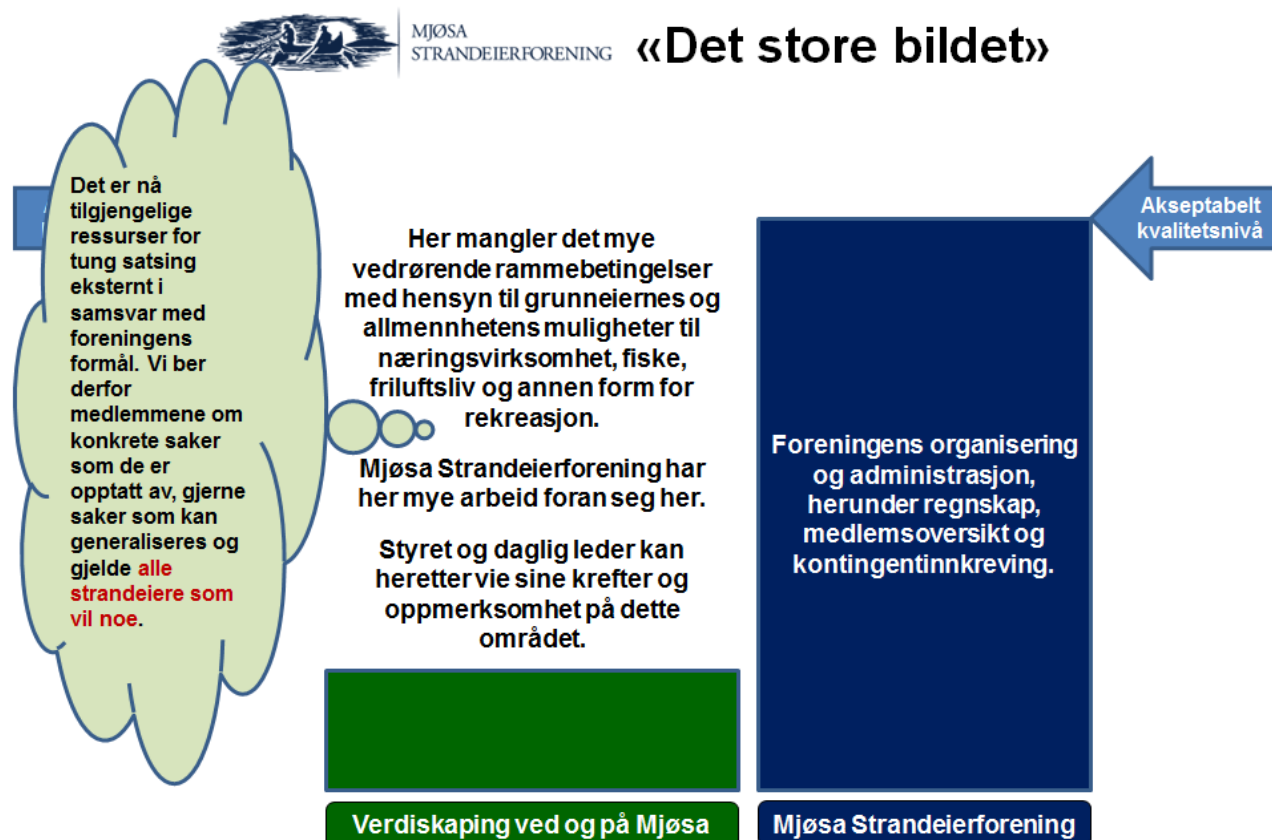 MJØSA
STRANDEIERFORENING
«Det store bildet»
Det er nå
tilgjengelige
ressurser for
tung satsing
eksternt i
samsvar med
foreningens
formål. Vi ber
derfor
medlemmene om
konkrete saker
som de er
opptatt av, gjerne
saker som kan
generaliseres og
gjelde alle
strandeiere som
vil noe.
Her mangler det mye
vedrørende rammebetingelser
med hensyn til grunneiernes og
allmennhetens muligheter til
næringsvirksomhet, fiske,
friluftsliv og annen form for
rekreasjon.
Mjøsa Strandeierforening har
her mye arbeid foran seg her.
Styret og daglig leder kan
heretter vie sine krefter og
oppmerksomhet på dette
området.
Foreningens organisering
og administrasjon,
herunder regnskap,
medlemsoversikt og
kontingentinnkreving.
Akseptabelt
kvalitetsnivå
Verdiskaping ved og på Mjøsa
Mjøsa Strandeierforening